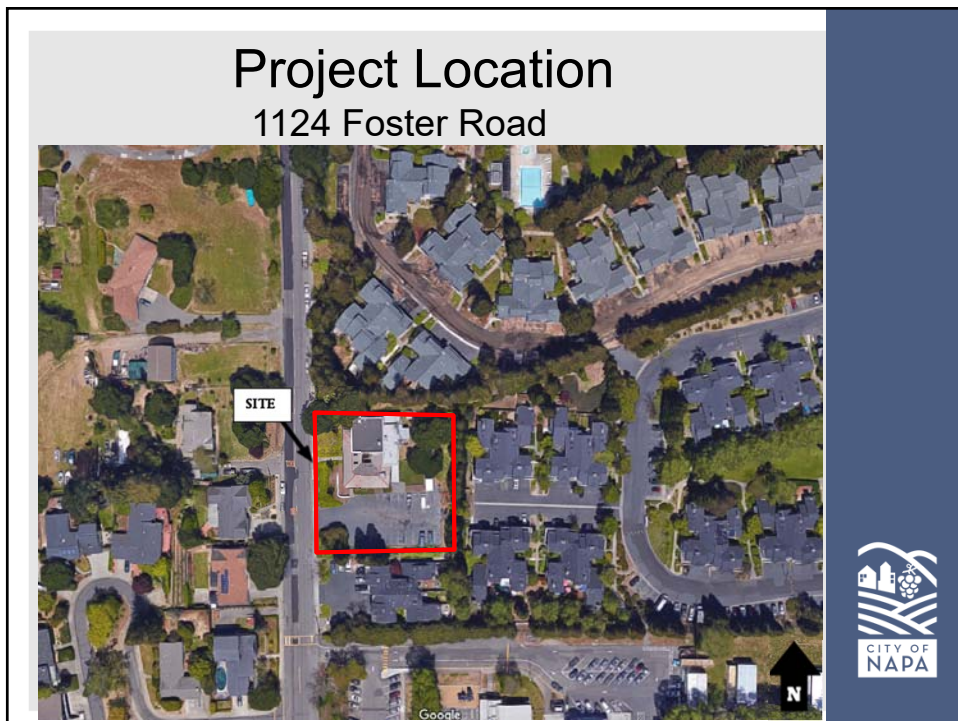 Project Location
1124 Foster Road
SITE
N
Google
CITY OF
NAPA